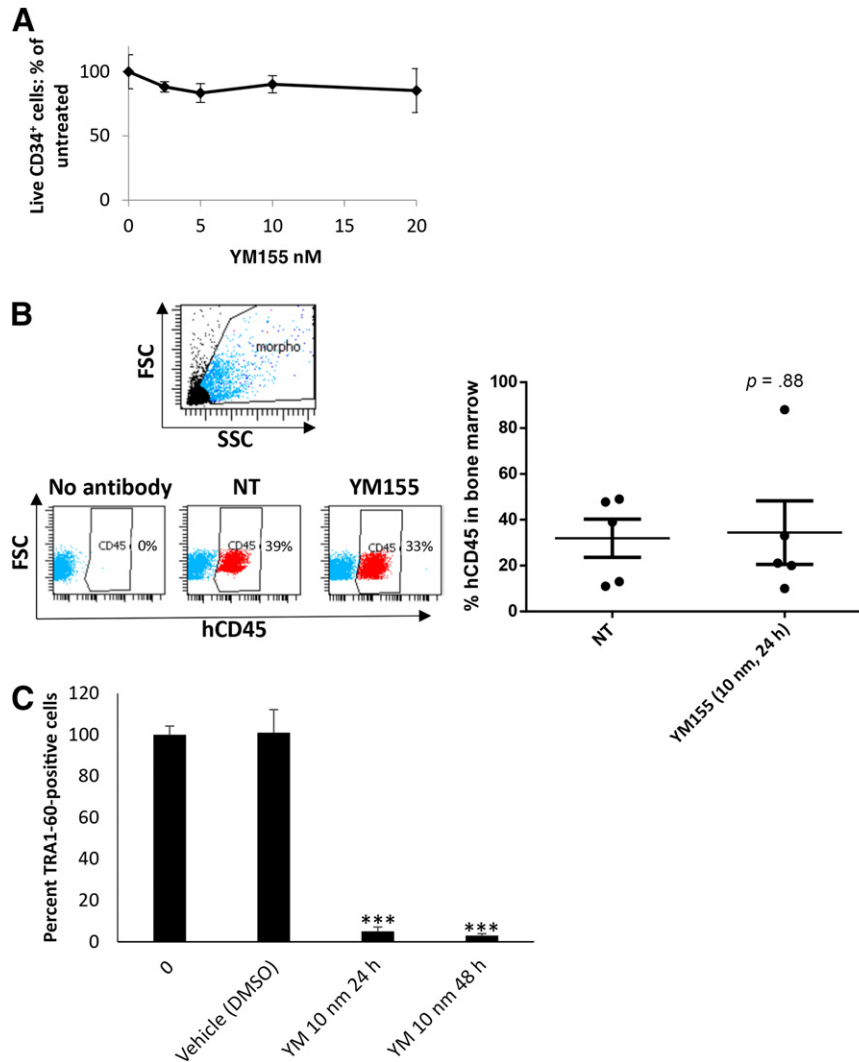 A
Live CD34+ cells: % of
untreated
100
50
0
0 5 10 15 20
YM155 nM
B
FSC
morpho
SSC
No antibody NT YM155
FSC
CD45 0%
CD45 39%
CD45 33%
hCD45
% hCD45 in bone marrow
100
80
60
40
20
0
p = .88
NT
YM155 (10 nm, 24 h)
C
Percent TRA1-60-positive cells
120
100
80
60
40
20
0
*** ***
0
Vehicle (DMSO)
YM 10 nm 24 h
YM 10 nm 48 h